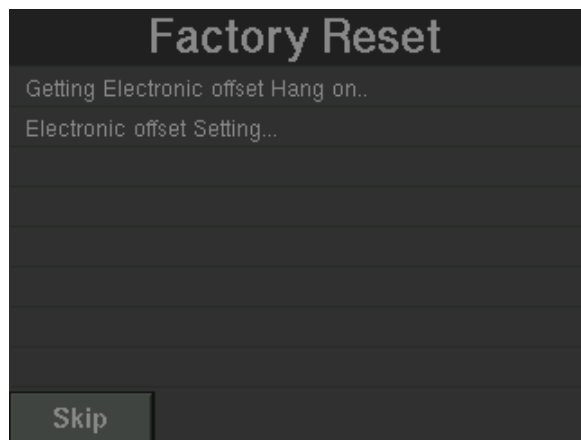 Factory Reset
Getting Electronic offset Hang on..
Electronic offset Setting...
Skip